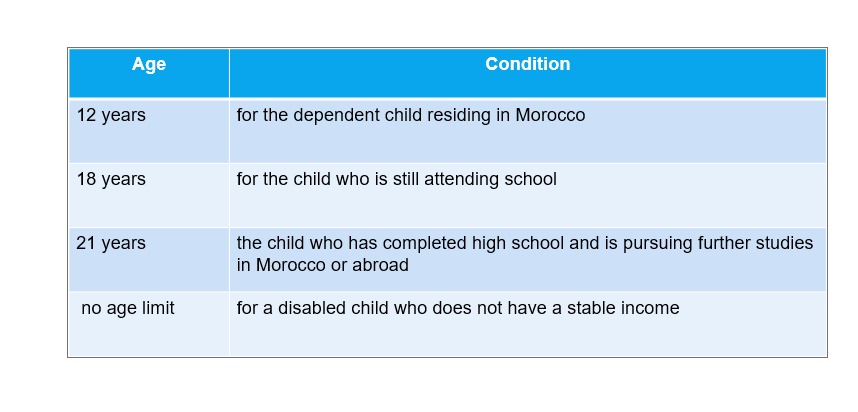 Age Condition
12 years for the dependent child residing in Morocco
18 years for the child who is still attending school
21 years the child who has completed high school and is pursuing further studies
in Morocco or abroad
no age limit for a disabled child who does not have a stable income